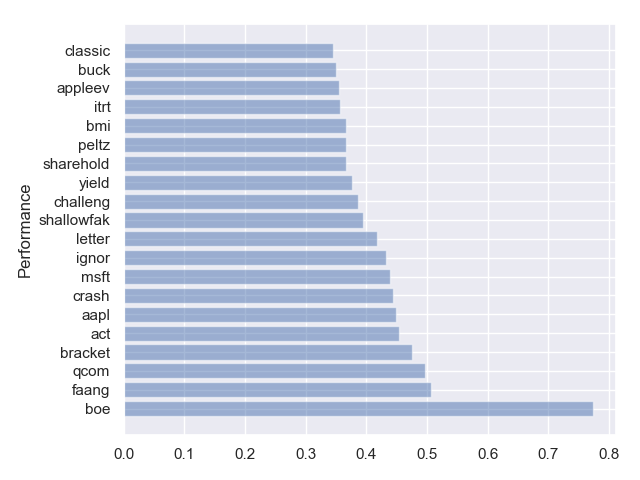 classic
buck
appleev
itrt
bmi
peltz
sharehold
yield
challeng
shallowfak
letter
ignor
msft
crash
aapl
act
bracket
qcom
faang
boe
Performance
0.0 0.1 0.2 0.3 0.4 0.5 0.6 0.7 0.8